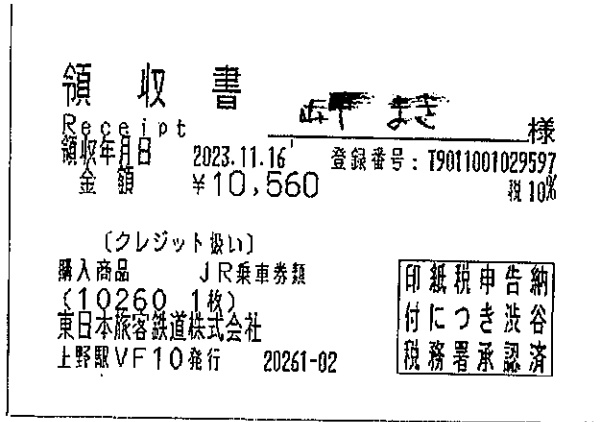 領収書
Receipt
まき 様
領収年月日 2023.11.16 登録番号:T9011001029597
金額 ¥10,560 税10%
〔クレジット扱い〕
購入商品 JR乗車券類
(10260 1枚)
東日本旅客鉄道株式会社
上野駅VF10発行 20261-02
印紙税申告納
付につき渋谷
税務署承認済